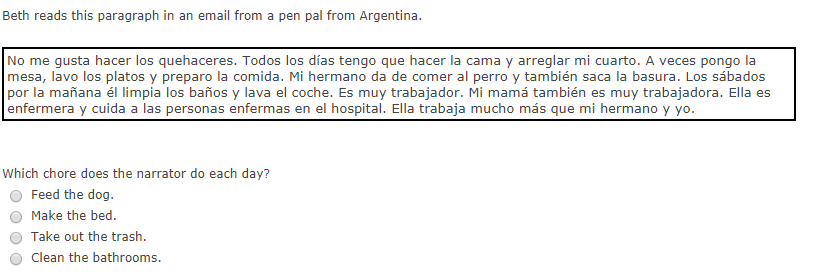 Beth reads this paragraph in an email from a pen pal from Argentina.
No me gusta hacer los quehaceres. Todos los días tengo que hacer la cama y arreglar mi cuarto. A veces pongo la
mesa, lavo los platos y preparo la comida. Mi hermano da de comer al perro y también saca la basura. Los sábados
por la mañana él limpia los baños y lava el coche. Es muy trabajador. Mi mamá también es muy trabajadora. Ella es
enfermera y cuida a las personas enfermas en el hospital. Ella trabaja mucho más que mi hermano y yo.
Which chore does the narrator do each day?
Feed the dog.
Make the bed.
Take out the trash.
Clean the bathrooms.